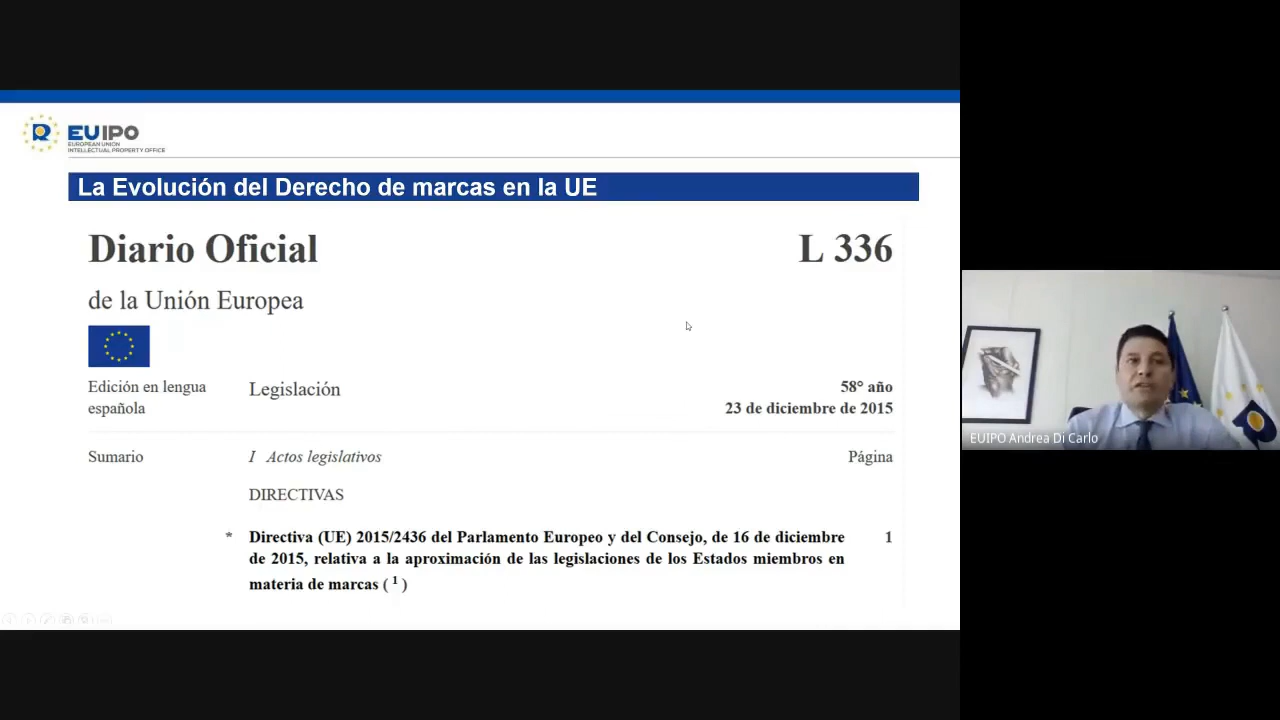 EUIPO
EUROPEAN UNION
INTELLECTUAL PROPERTY OFFICE
La Evolución del Derecho de marcas en la UE
Diario Oficial
L 336
de la Unión Europea
Edición en lengua
española
Legislación
58° año
23 de diciembre de 2015
Sumario
I Actos legislativos
Página
DIRECTIVAS
* Directiva (UE) 2015/2436 del Parlamento Europeo y del Consejo, de 16 de diciembre 1
de 2015, relativa a la aproximación de las legislaciones de los Estados miembros en
materia de marcas ( 1 )
EUIPO Andrea Di Carlo